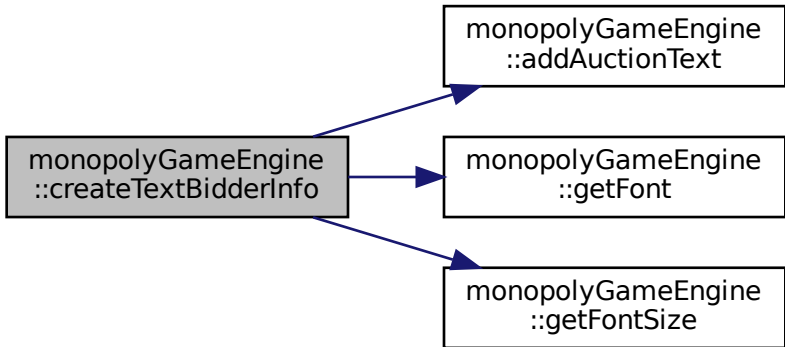 monopolyGameEngine
::createTextBidderInfo
monopolyGameEngine
::addAuctionText
monopolyGameEngine
::getFont
monopolyGameEngine
::getFontSize